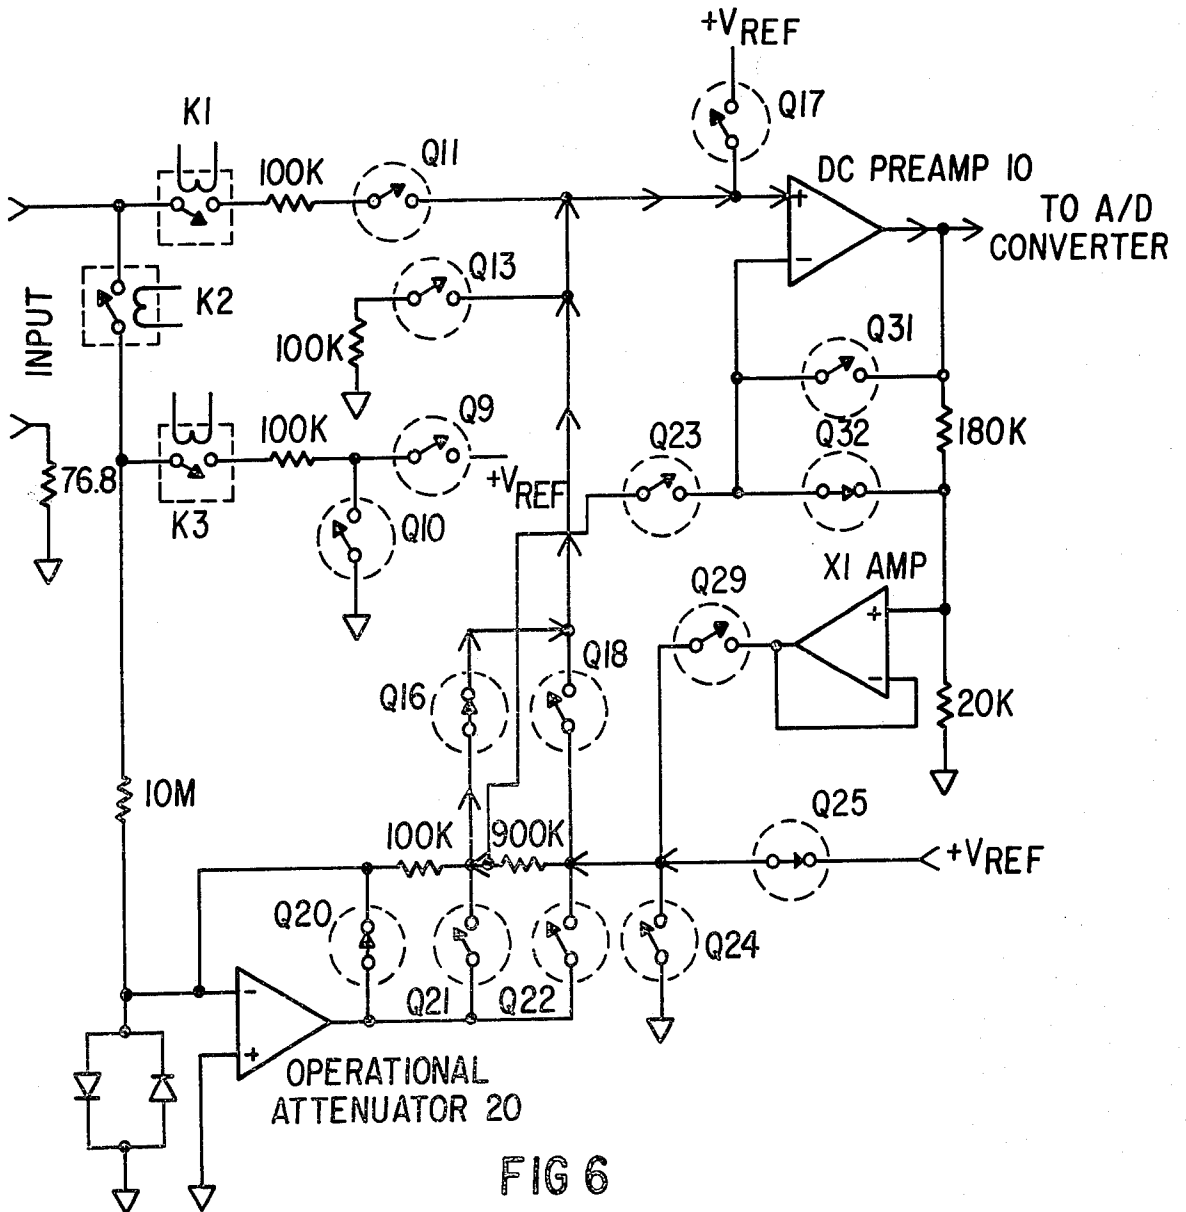 +VREF
Q17
K1
100K
Q11
DC PREAMP 10
TO A/D
CONVERTER
+
−
INPUT
K2
Q13
100K
Q31
K3
100K
Q9
+VREF
Q10
76.8
Q23
Q32
180K
X1 AMP
+
−
Q29
20K
Q16
Q18
10M
100K
900K
Q25
+VREF
Q20
Q21
Q22
Q24
−
+
OPERATIONAL
ATTENUATOR 20
FIG 6